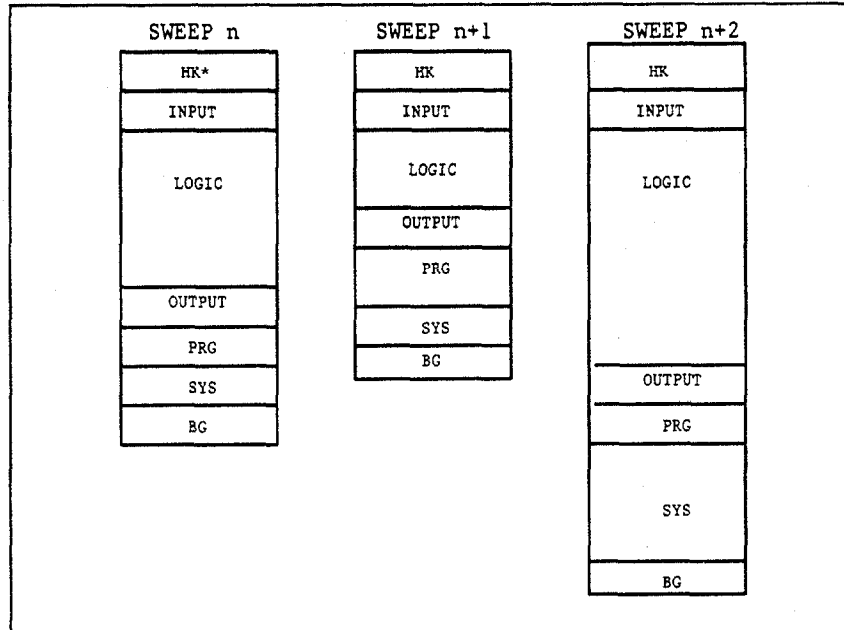 SWEEP n
HK*
INPUT
LOGIC
OUTPUT
PRG
SYS
BG
SWEEP n+1
HK
INPUT
LOGIC
OUTPUT
PRG
SYS
BG
SWEEP n+2
HK
INPUT
LOGIC
OUTPUT
PRG
SYS
BG